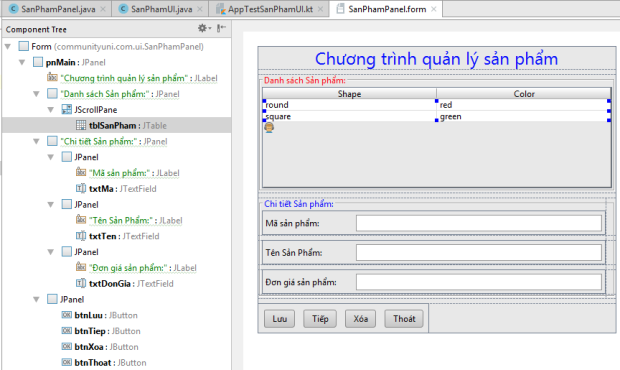 SanPhamPanel.java × SanPhamUI.java × AppTestSanPhamUI.kt × SanPhamPanel.form ×
Component Tree
Form (communityuni.com.ui.SanPhamPanel)
pnMain : JPanel
"Chương trình quản lý sản phẩm" : JLabel
"Danh sách Sản phẩm:" : JPanel
JScrollPane
tblSanPham : JTable
"Chi tiết Sản phẩm:" : JPanel
JPanel
"Mã sản phẩm:" : JLabel
txtMa : JTextField
JPanel
"Tên Sản Phẩm:" : JLabel
txtTen : JTextField
JPanel
"Đơn giá sản phẩm:" : JLabel
txtDonGia : JTextField
JPanel
btnLuu : JButton
btnTiep : JButton
btnXoa : JButton
btnThoat : JButton
Chương trình quản lý sản phẩm
Danh sách Sản phẩm:
Shape Color
round red
square green
Chi tiết Sản phẩm:
Mã sản phẩm:
Tên Sản Phẩm:
Đơn giá sản phẩm:
Lưu Tiếp Xóa Thoát